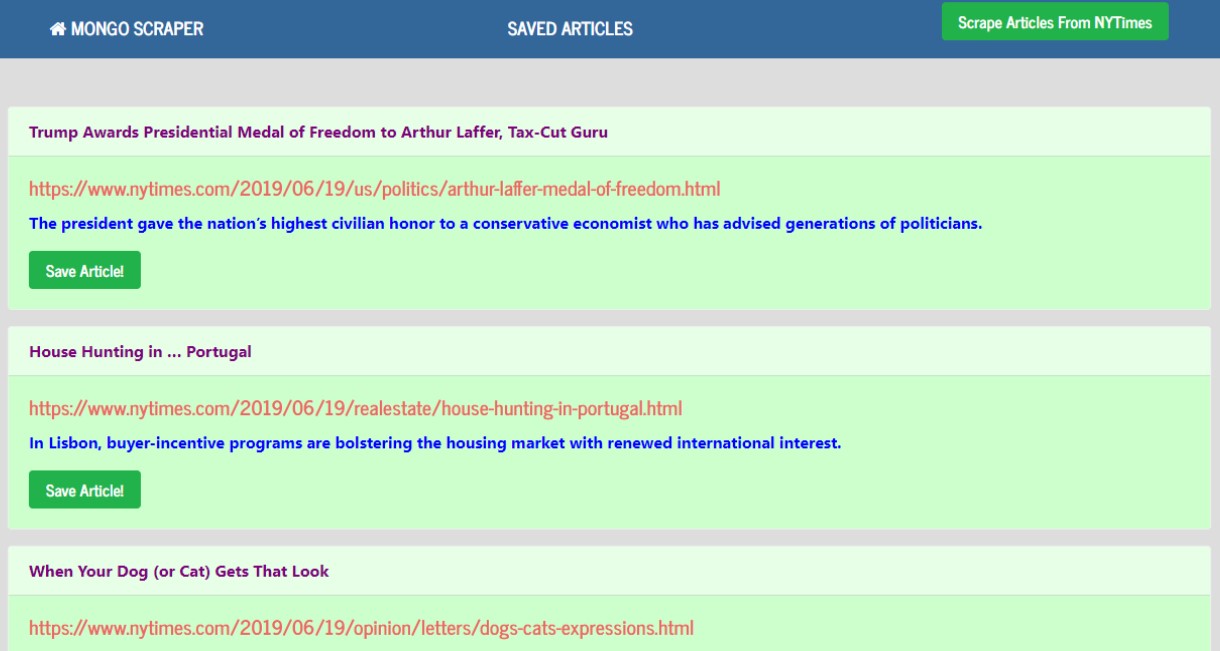 MONGO SCRAPER
SAVED ARTICLES
Scrape Articles From NYTimes
Trump Awards Presidential Medal of Freedom to Arthur Laffer, Tax-Cut Guru
https://www.nytimes.com/2019/06/19/us/politics/arthur-laffer-medal-of-freedom.html
The president gave the nation’s highest civilian honor to a conservative economist who has advised generations of politicians.
Save Article!
House Hunting in ... Portugal
https://www.nytimes.com/2019/06/19/realestate/house-hunting-in-portugal.html
In Lisbon, buyer-incentive programs are bolstering the housing market with renewed international interest.
Save Article!
When Your Dog (or Cat) Gets That Look
https://www.nytimes.com/2019/06/19/opinion/letters/dogs-cats-expressions.html